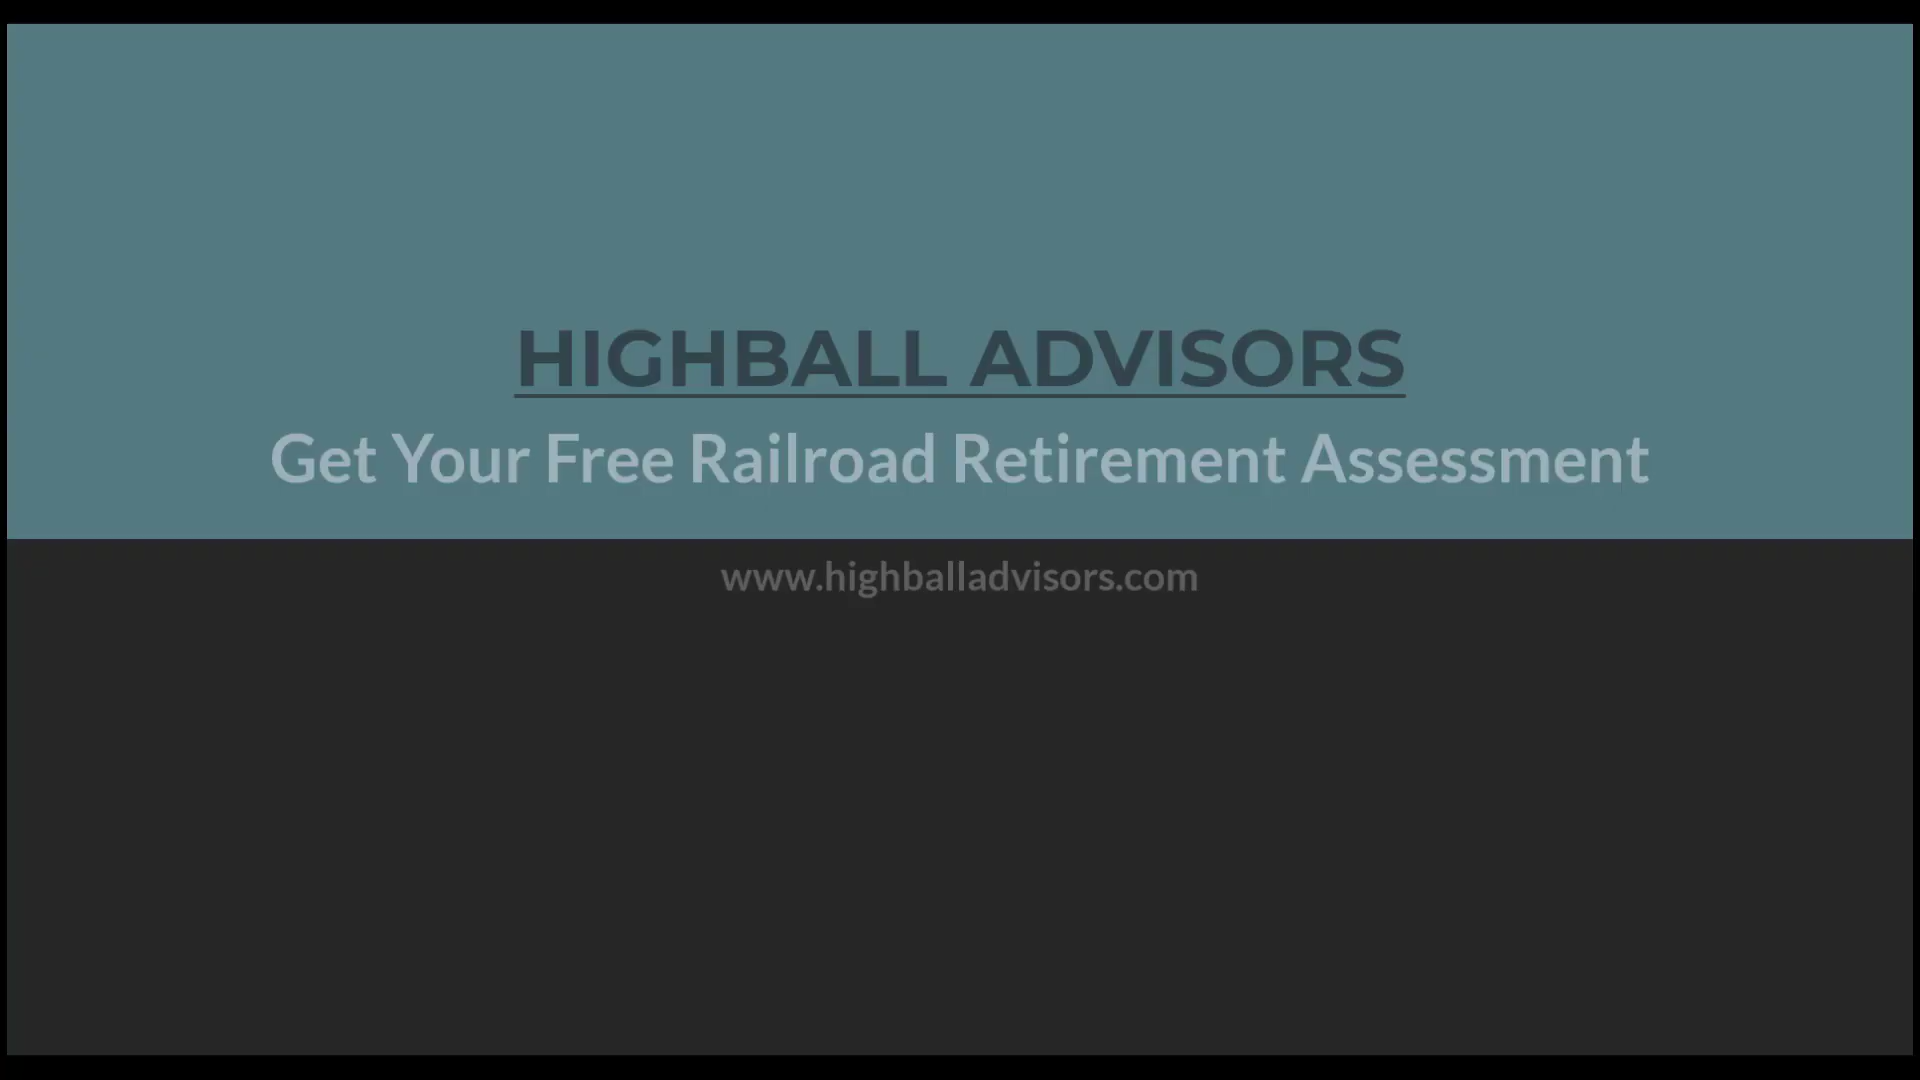 HIGHBALL ADVISORS
Get Your Free Railroad Retirement Assessment
www.highballadvisors.com